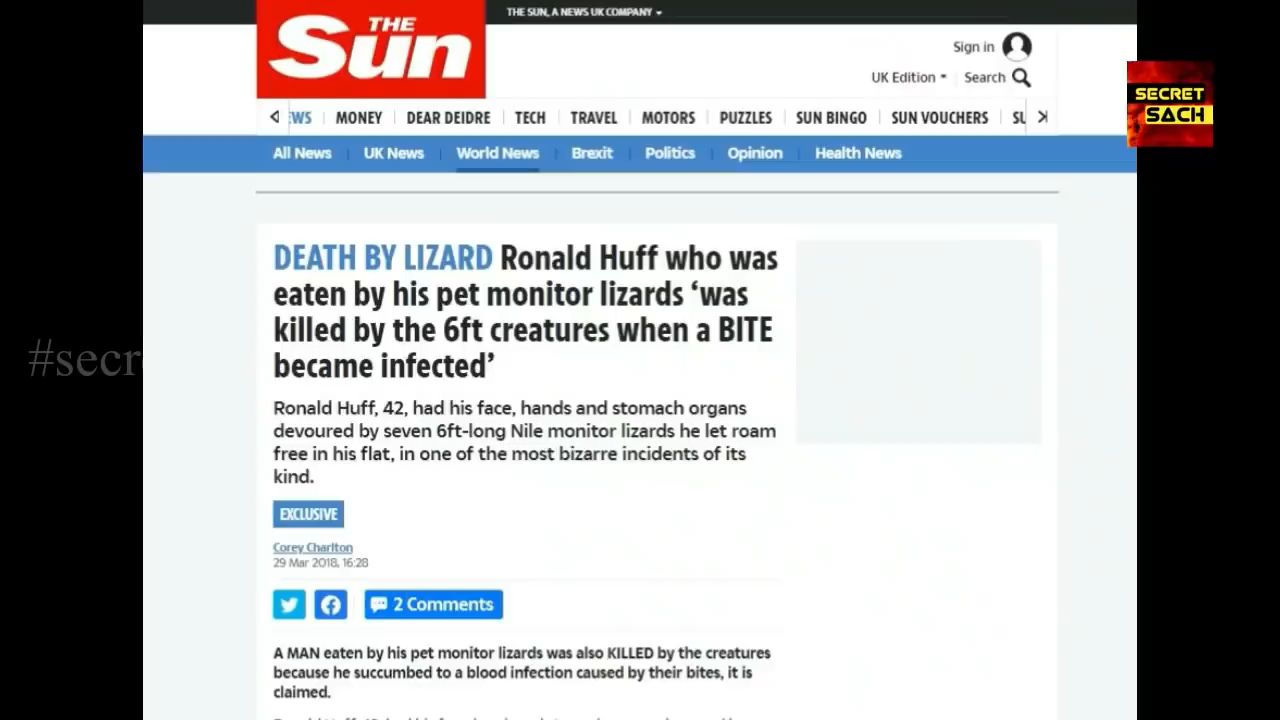 THE SUN, A NEWS UK COMPANY
THE
Sun
Sign in
UK Edition
Search
EWS MONEY DEAR DEIDRE TECH TRAVEL MOTORS PUZZLES SUN BINGO SUN VOUCHERS SU
SECRET
SACH
All News UK News World News Brexit Politics Opinion Health News
DEATH BY LIZARD Ronald Huff who was
eaten by his pet monitor lizards ‘was
killed by the 6ft creatures when a BITE
became infected’
#secr
Ronald Huff, 42, had his face, hands and stomach organs
devoured by seven 6ft-long Nile monitor lizards he let roam
free in his flat, in one of the most bizarre incidents of its
kind.
EXCLUSIVE
Corey Charlton
29 Mar 2018, 16:28
2 Comments
A MAN eaten by his pet monitor lizards was also KILLED by the creatures
because he succumbed to a blood infection caused by their bites, it is
claimed.